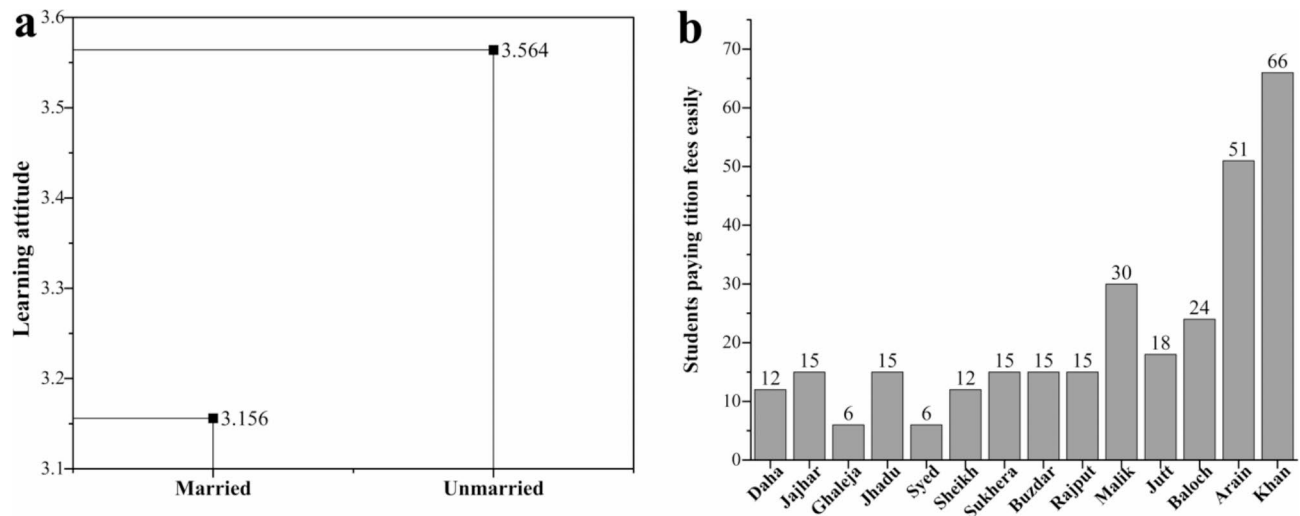 a
Learning attitude
3.6
3.5
3.4
3.3
3.2
3.1
3.564
3.156
Married
Unmarried
b
Students paying tition fees easily
70
60
50
40
30
20
10
0
12
15
6
15
6
12
15
15
15
30
18
24
51
66
Daha
Jajhar
Ghaleja
Jhadu
Syed
Sheikh
Sukhera
Buzdar
Rajput
Malik
Jutt
Baloch
Arain
Khan